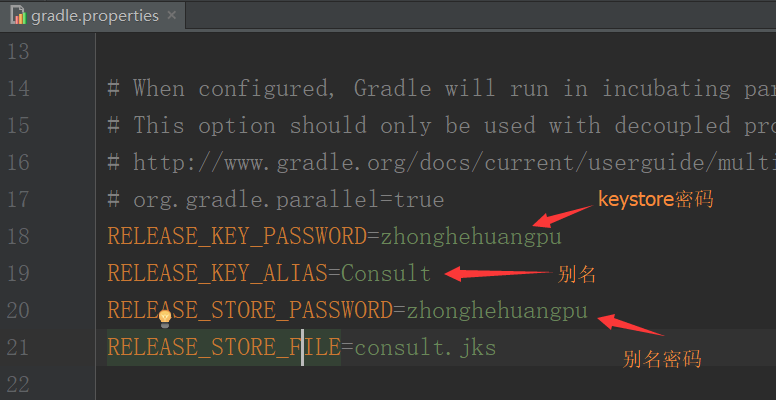 gradle.properties
13
14 # When configured, Gradle will run in incubating par
15 # This option should only be used with decoupled pro
16 # http://www.gradle.org/docs/current/userguide/multi
17 # org.gradle.parallel=true
keystore密码
18 RELEASE_KEY_PASSWORD=zhonghehuangpu
19 RELEASE_KEY_ALIAS=Consult 别名
20 RELEASE_STORE_PASSWORD=zhonghehuangpu
21 RELEASE_STORE_FILE=consult.jks
别名密码
22